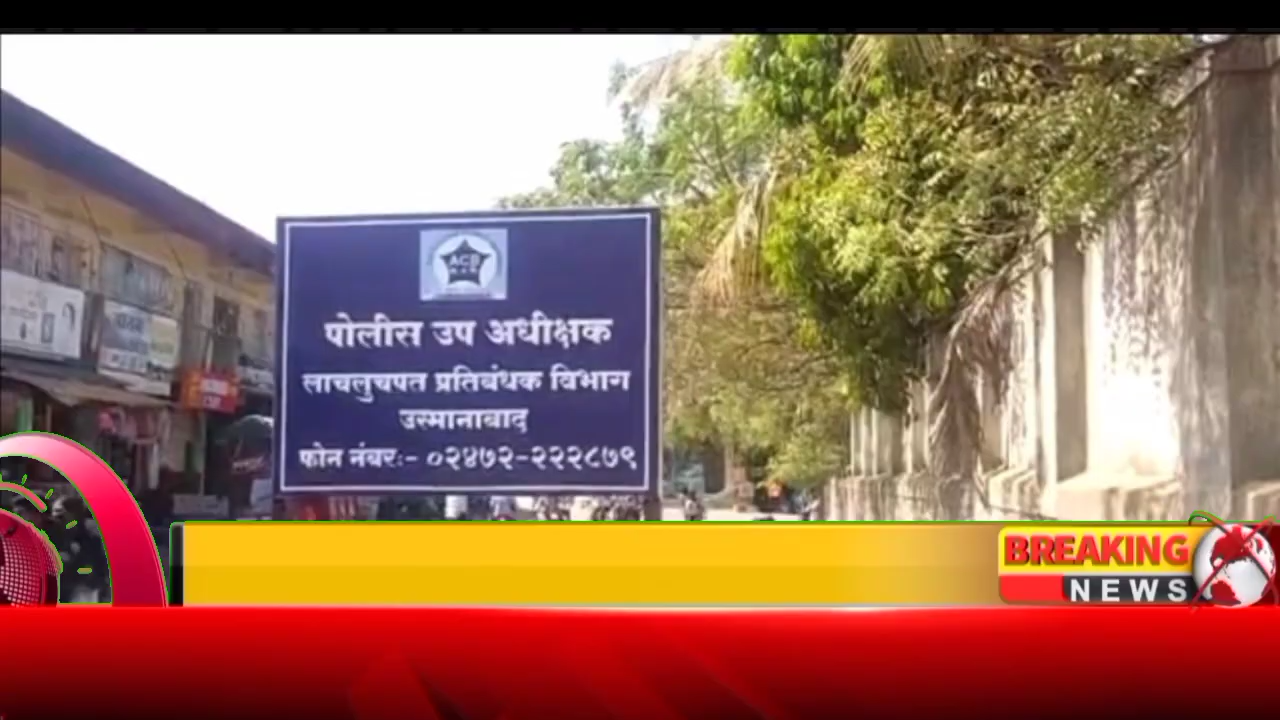 ACB
पोलीस उप अधीक्षक
लाचलुचपत प्रतिबंधक विभाग
उस्मानाबाद
फोन नंबरः- ०२४७२-२२२८७९
BREAKING
NEWS